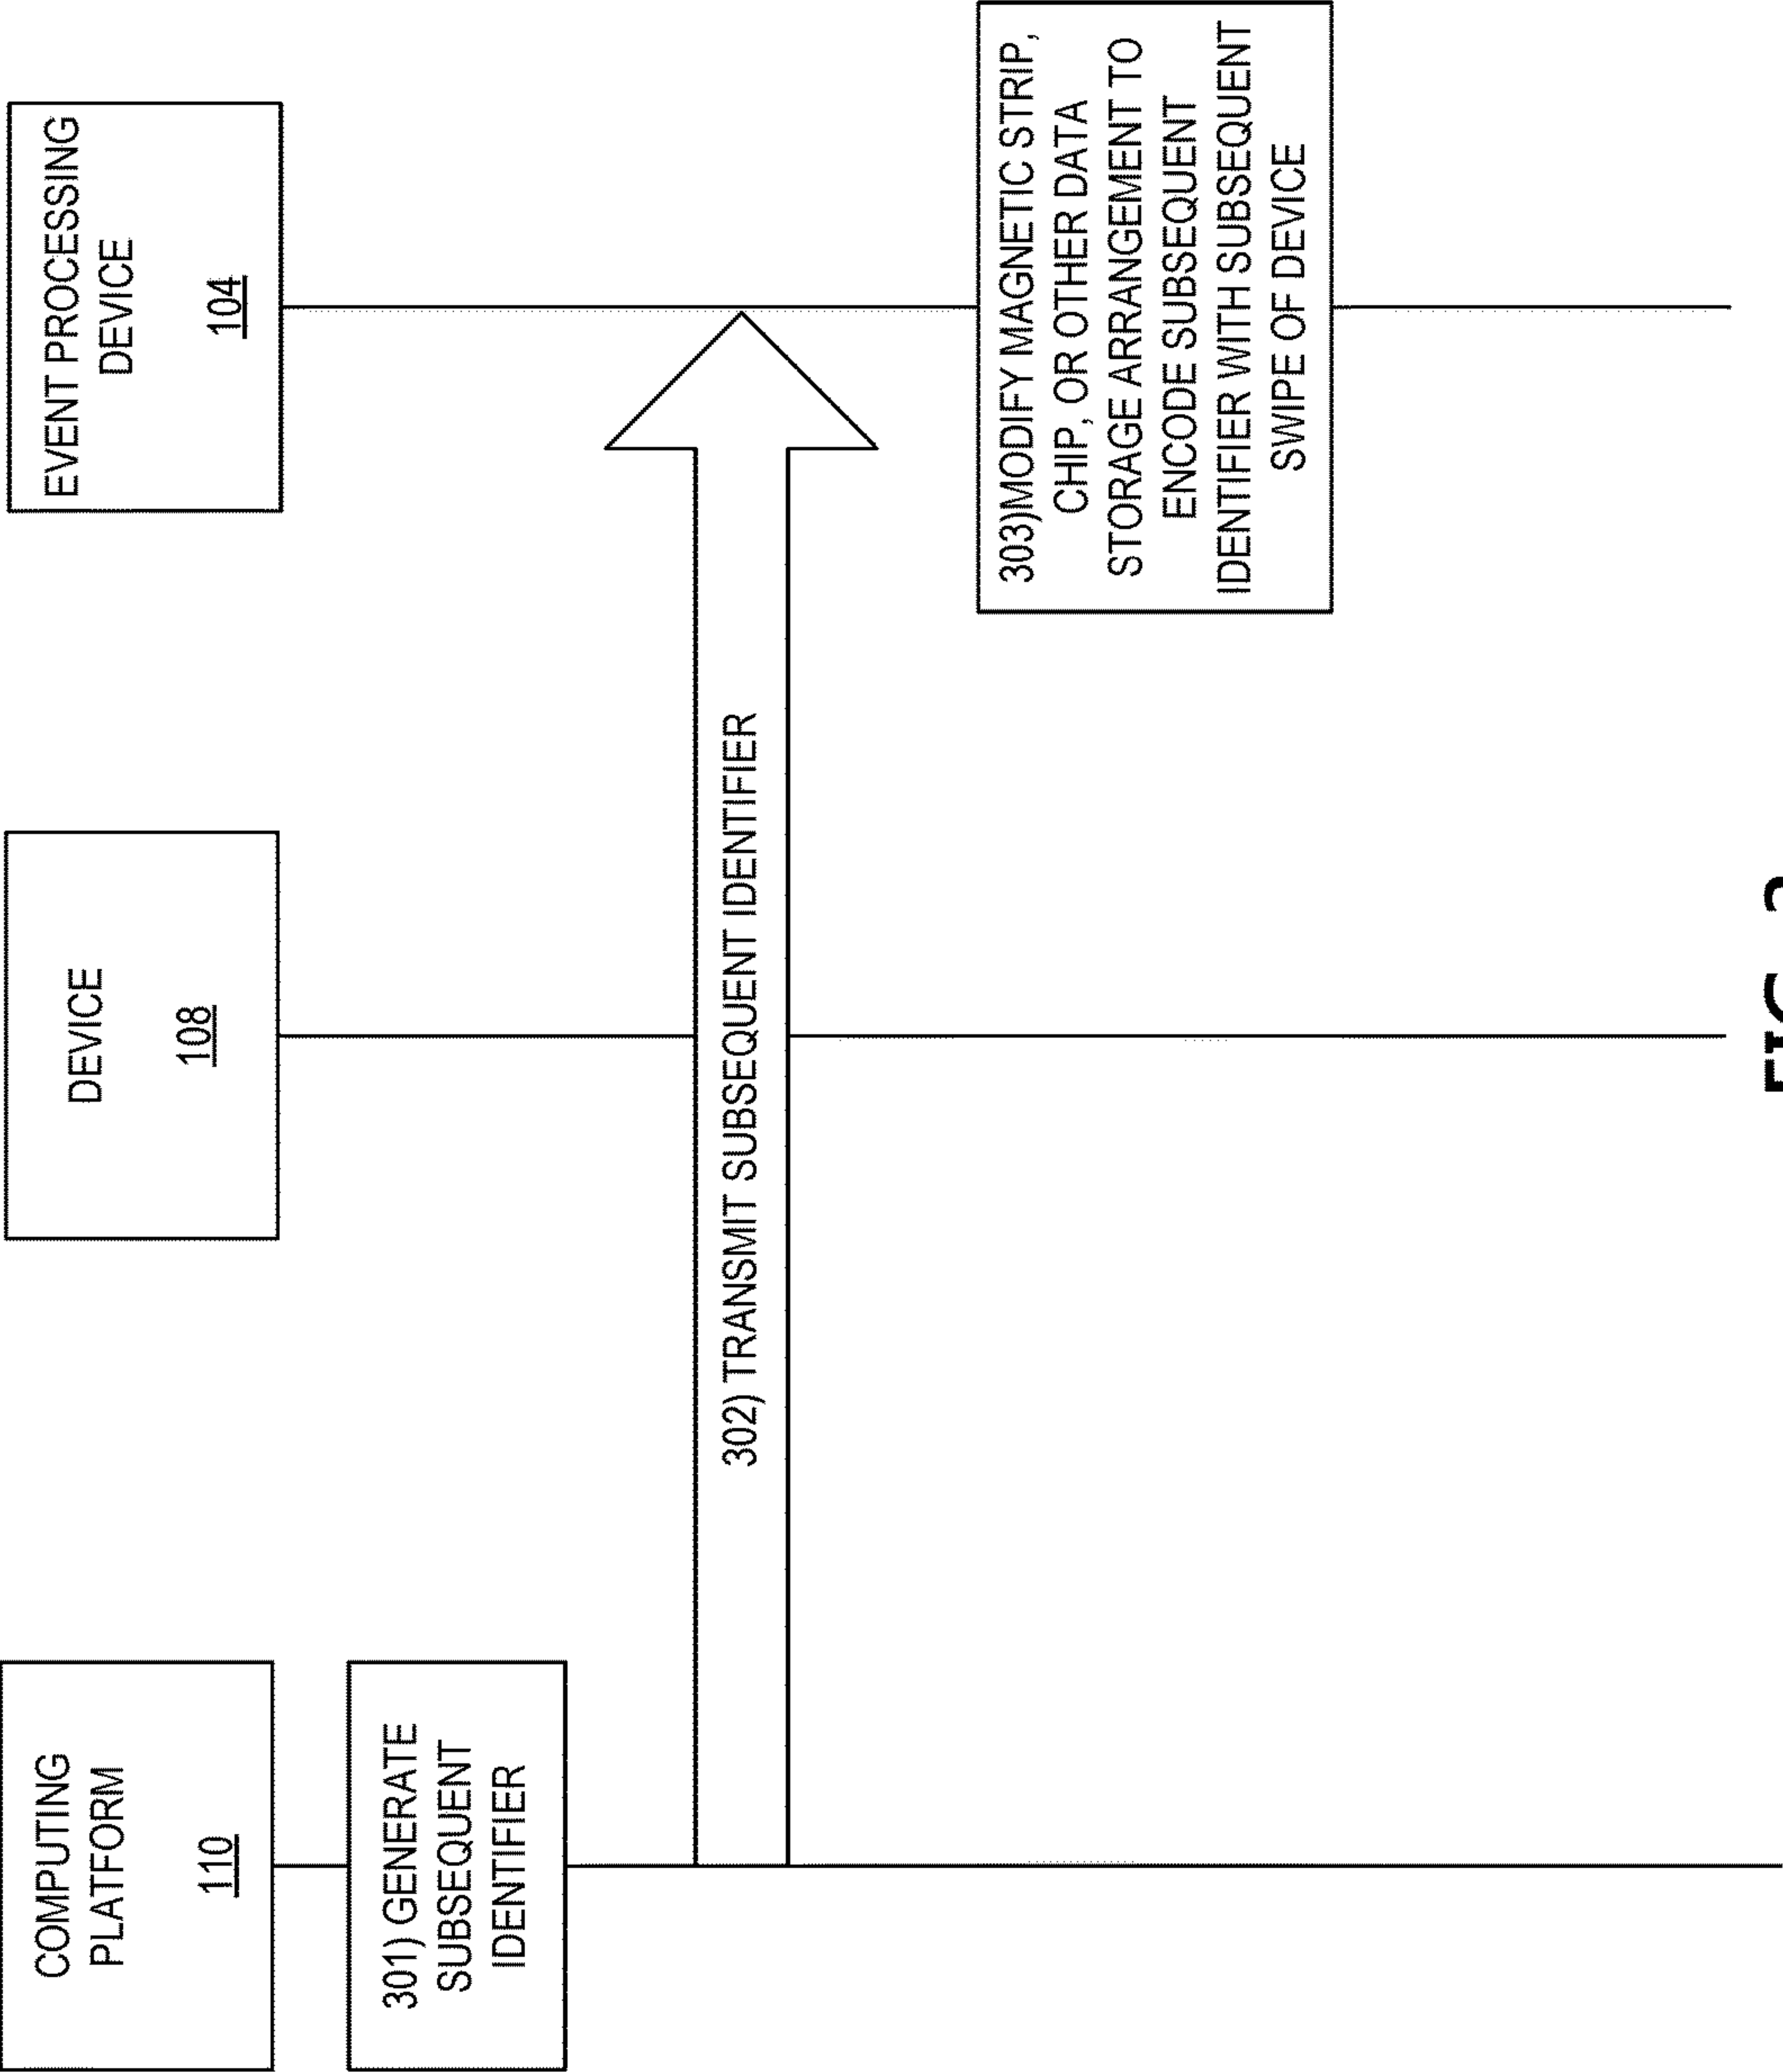 COMPUTING
PLATFORM
110
DEVICE
108
EVENT PROCESSING
DEVICE
104
301) GENERATE
SUBSEQUENT
IDENTIFIER
302) TRANSMIT SUBSEQUENT IDENTIFIER
303)MODIFY MAGNETIC STRIP,
CHIP, OR OTHER DATA
STORAGE ARRANGEMENT TO
ENCODE SUBSEQUENT
IDENTIFIER WITH SUBSEQUENT
SWIPE OF DEVICE